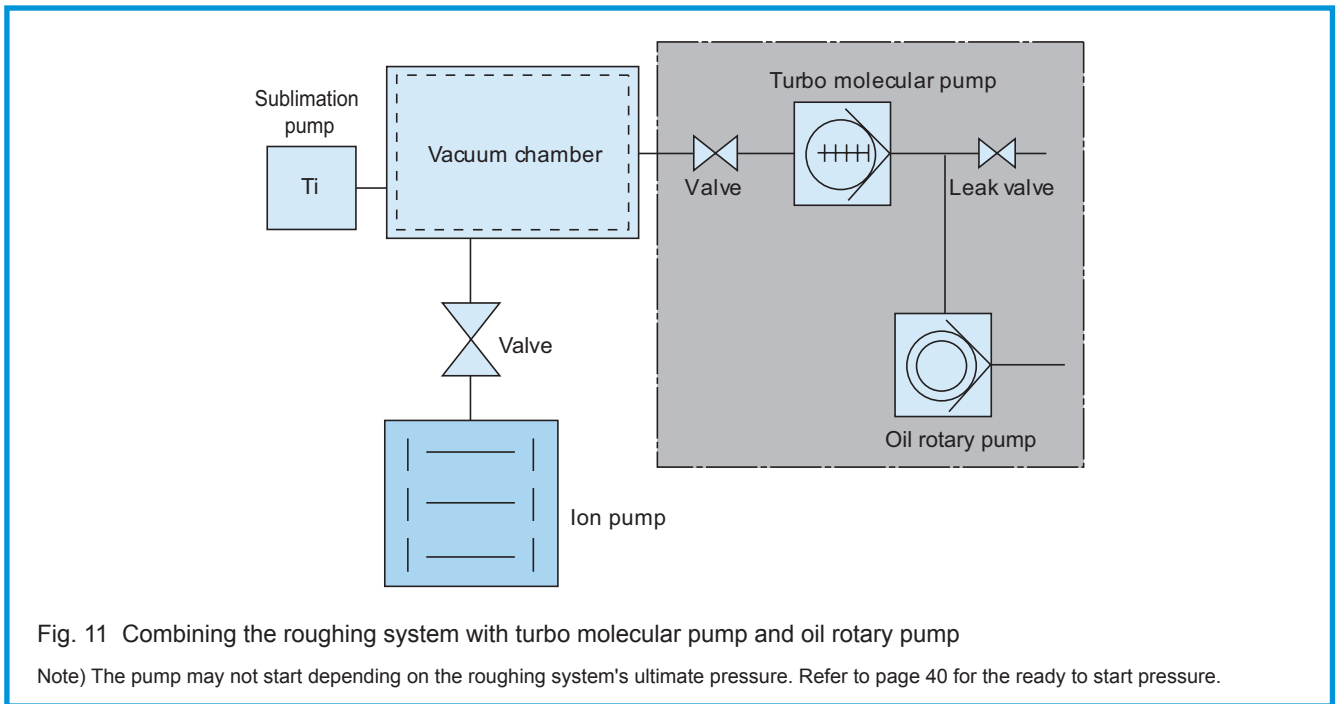 Sublimation
pump
Ti
Vacuum chamber
Valve
Ion pump
Turbo molecular pump
Valve
Leak valve
Oil rotary pump
Fig. 11 Combining the roughing system with turbo molecular pump and oil rotary pump
Note) The pump may not start depending on the roughing system's ultimate pressure. Refer to page 40 for the ready to start pressure.